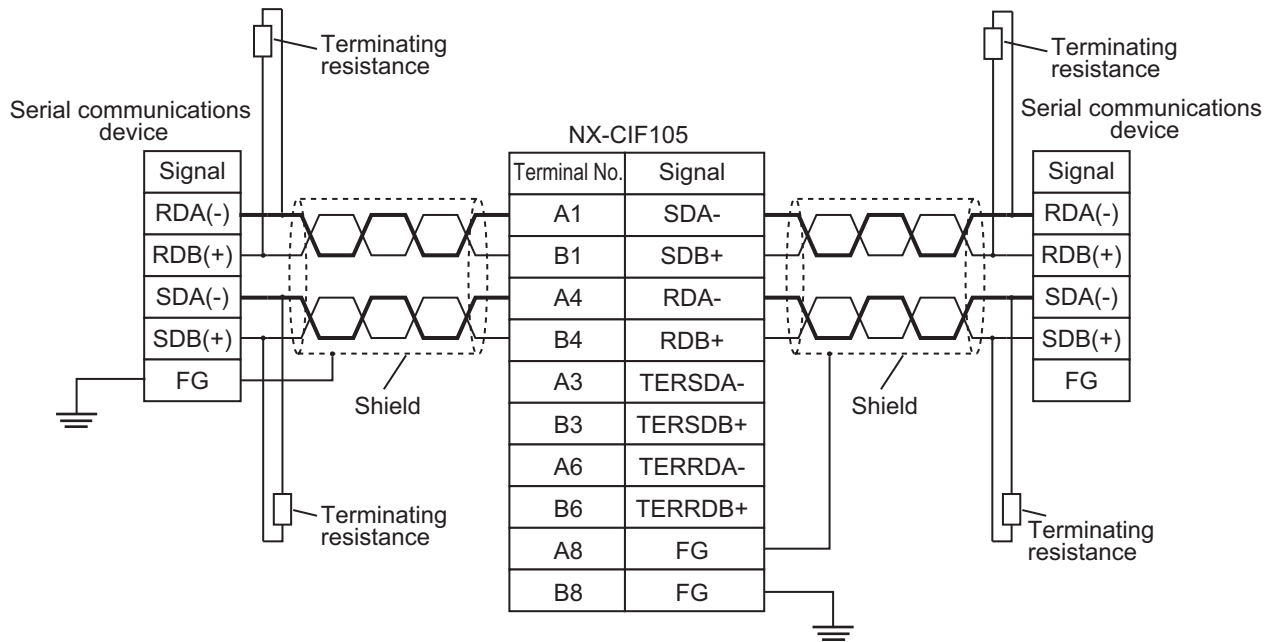 Terminating
resistance
Terminating
resistance
Serial communications
device
Serial communications
device
NX-CIF105
Signal
RDA(-)
RDB(+)
SDA(-)
SDB(+)
FG
Shield
Terminating
resistance
Terminal No. Signal
A1 SDA-
B1 SDB+
A4 RDA-
B4 RDB+
A3 TERSDA-
B3 TERSDB+
A6 TERRDA-
B6 TERRDB+
A8 FG
B8 FG
Shield
Signal
RDA(-)
RDB(+)
SDA(-)
SDB(+)
FG
Terminating
resistance